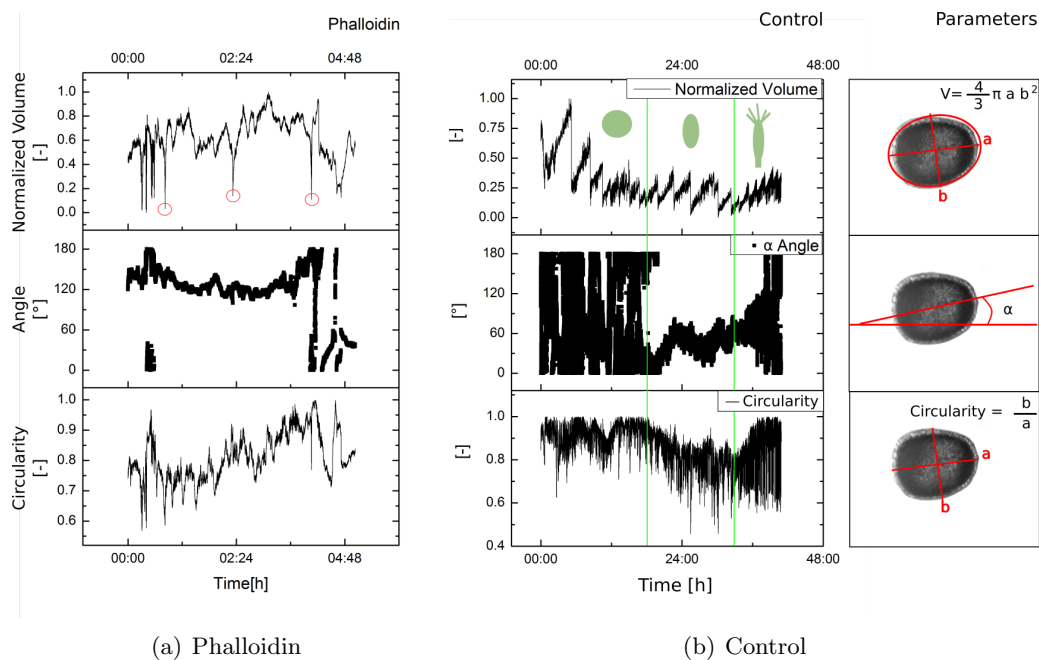 Phalloidin
00:00 02:24 04:48
Normalized Volume
[-]
1.0
0.8
0.6
0.4
0.2
0.0
Angle
[°]
180
120
60
0
Circularity
[-]
1.0
0.9
0.8
0.7
0.6
00:00 02:24 04:48
Time[h]
(a) Phalloidin
Control
00:00 24:00 48:00
Normalized Volume
[-]
1.00
0.75
0.50
0.25
0.00
α Angle
[°]
180
120
60
0
Circularity
[-]
1.0
0.8
0.6
0.4
00:00 24:00 48:00
Time [h]
(b) Control
Parameters
V= 4/3 π a b²
a
b
α
Circularity = b/a
a
b